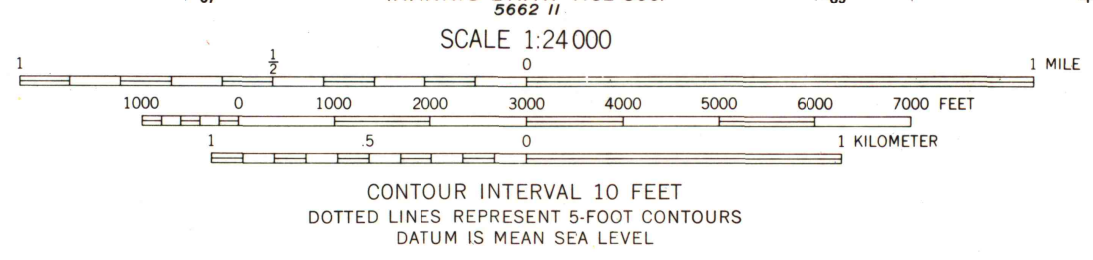 5662 II
SCALE 1:24 000
1 ½ 0 1 MILE
1000 0 1000 2000 3000 4000 5000 6000 7000 FEET
1 .5 0 1 KILOMETER
CONTOUR INTERVAL 10 FEET
DOTTED LINES REPRESENT 5-FOOT CONTOURS
DATUM IS MEAN SEA LEVEL